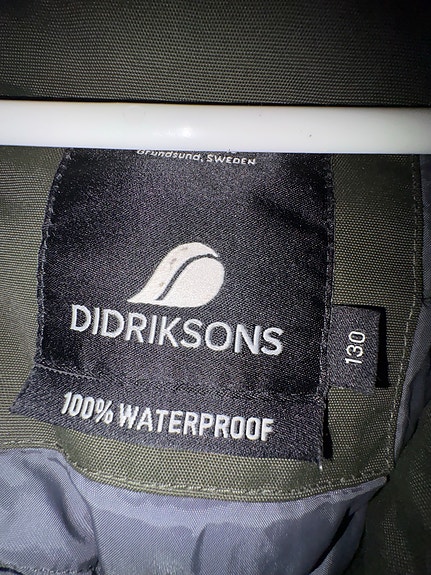 Grundsund, SWEDEN
DIDRIKSONS
130
100% WATERPROOF